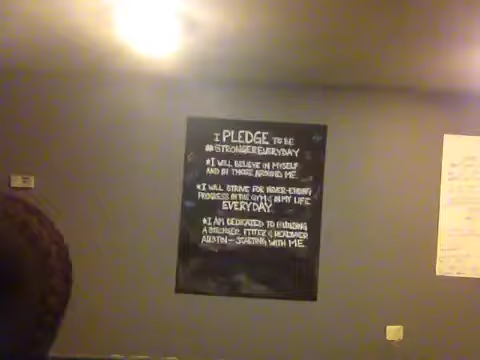 I PLEDGE TO BE
#STRONGEREVERYDAY
*I WILL BELIEVE IN MYSELF
AND IN THOSE AROUND ME.
*I WILL STRIVE FOR NEVER-ENDING
PROGRESS IN THE GYM & IN MY LIFE
EVERYDAY.
*I AM DEDICATED TO BUILDING
A STRONGER, FITTER & HEALTHIER
AUSTIN - STARTING WITH ME.